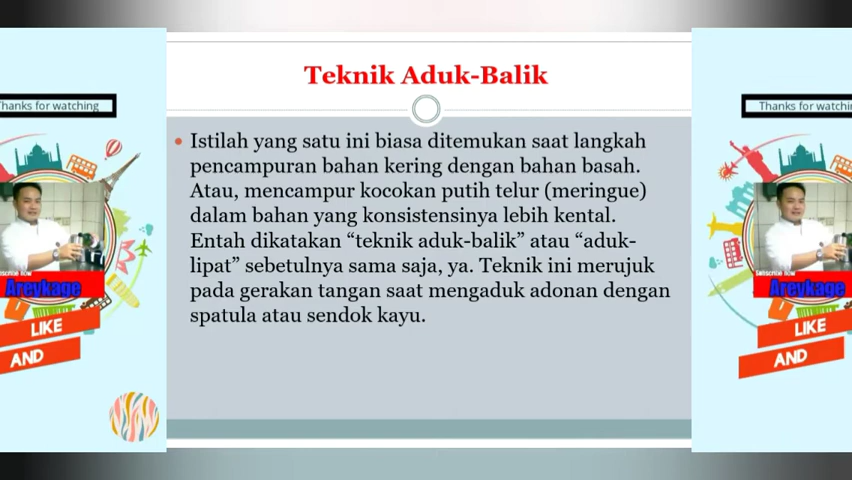 Teknik Aduk-Balik
Thanks for watching
Istilah yang satu ini biasa ditemukan saat langkah
pencampuran bahan kering dengan bahan basah.
Atau, mencampur kocokan putih telur (meringue)
dalam bahan yang konsistensinya lebih kental.
Entah dikatakan “teknik aduk-balik” atau “aduk-
lipat” sebetulnya sama saja, ya. Teknik ini merujuk
pada gerakan tangan saat mengaduk adonan dengan
spatula atau sendok kayu.
Areykage
LIKE
AND
Thanks for watchin
Areykage
LIKE
AND